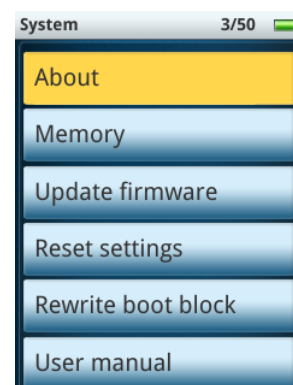 System 3/50
About
Memory
Update firmware
Reset settings
Rewrite boot block
User manual